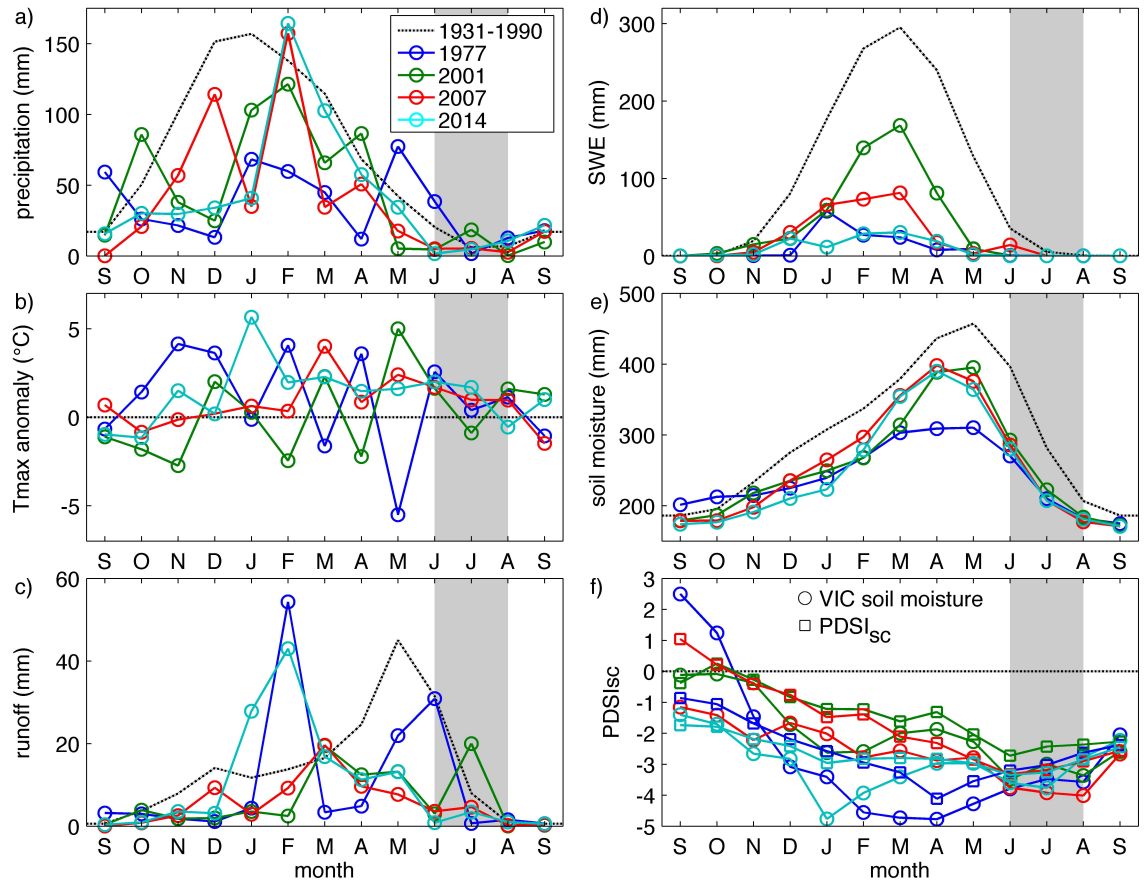 a)
precipitation (mm)
150
100
50
0
1931-1990
1977
2001
2007
2014
S O N D J F M A M J J A S
d)
SWE (mm)
300
200
100
0
S O N D J F M A M J J A S
b)
Tmax anomaly (°C)
5
0
-5
S O N D J F M A M J J A S
e)
soil moisture (mm)
500
400
300
200
S O N D J F M A M J J A S
c)
runoff (mm)
60
40
20
0
S O N D J F M A M J J A S
month
f)
PDSIsc
3
2
1
0
-1
-2
-3
-4
-5
VIC soil moisture
PDSIsc
S O N D J F M A M J J A S
month